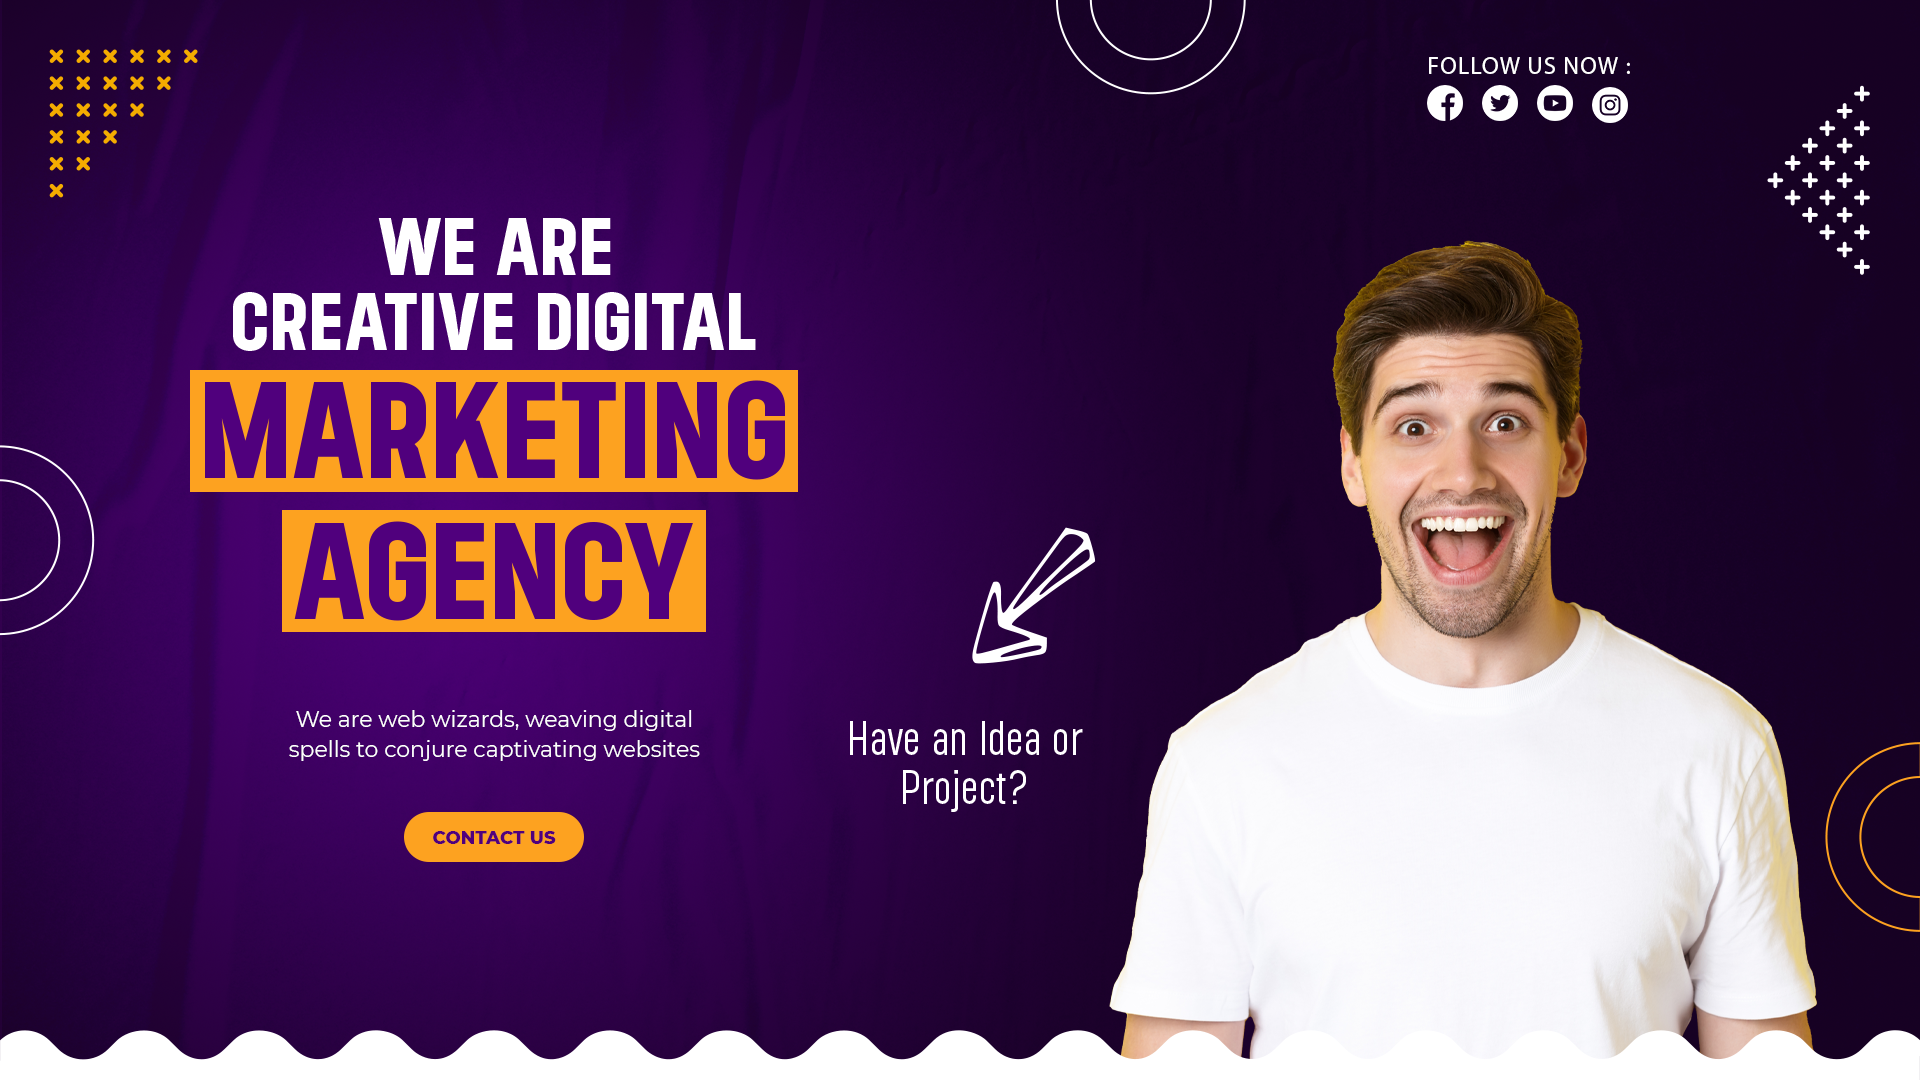 FOLLOW US NOW :
WE ARE
CREATIVE DIGITAL
MARKETING
AGENCY
We are web wizards, weaving digital
spells to conjure captivating websites
CONTACT US
Have an Idea or
Project?